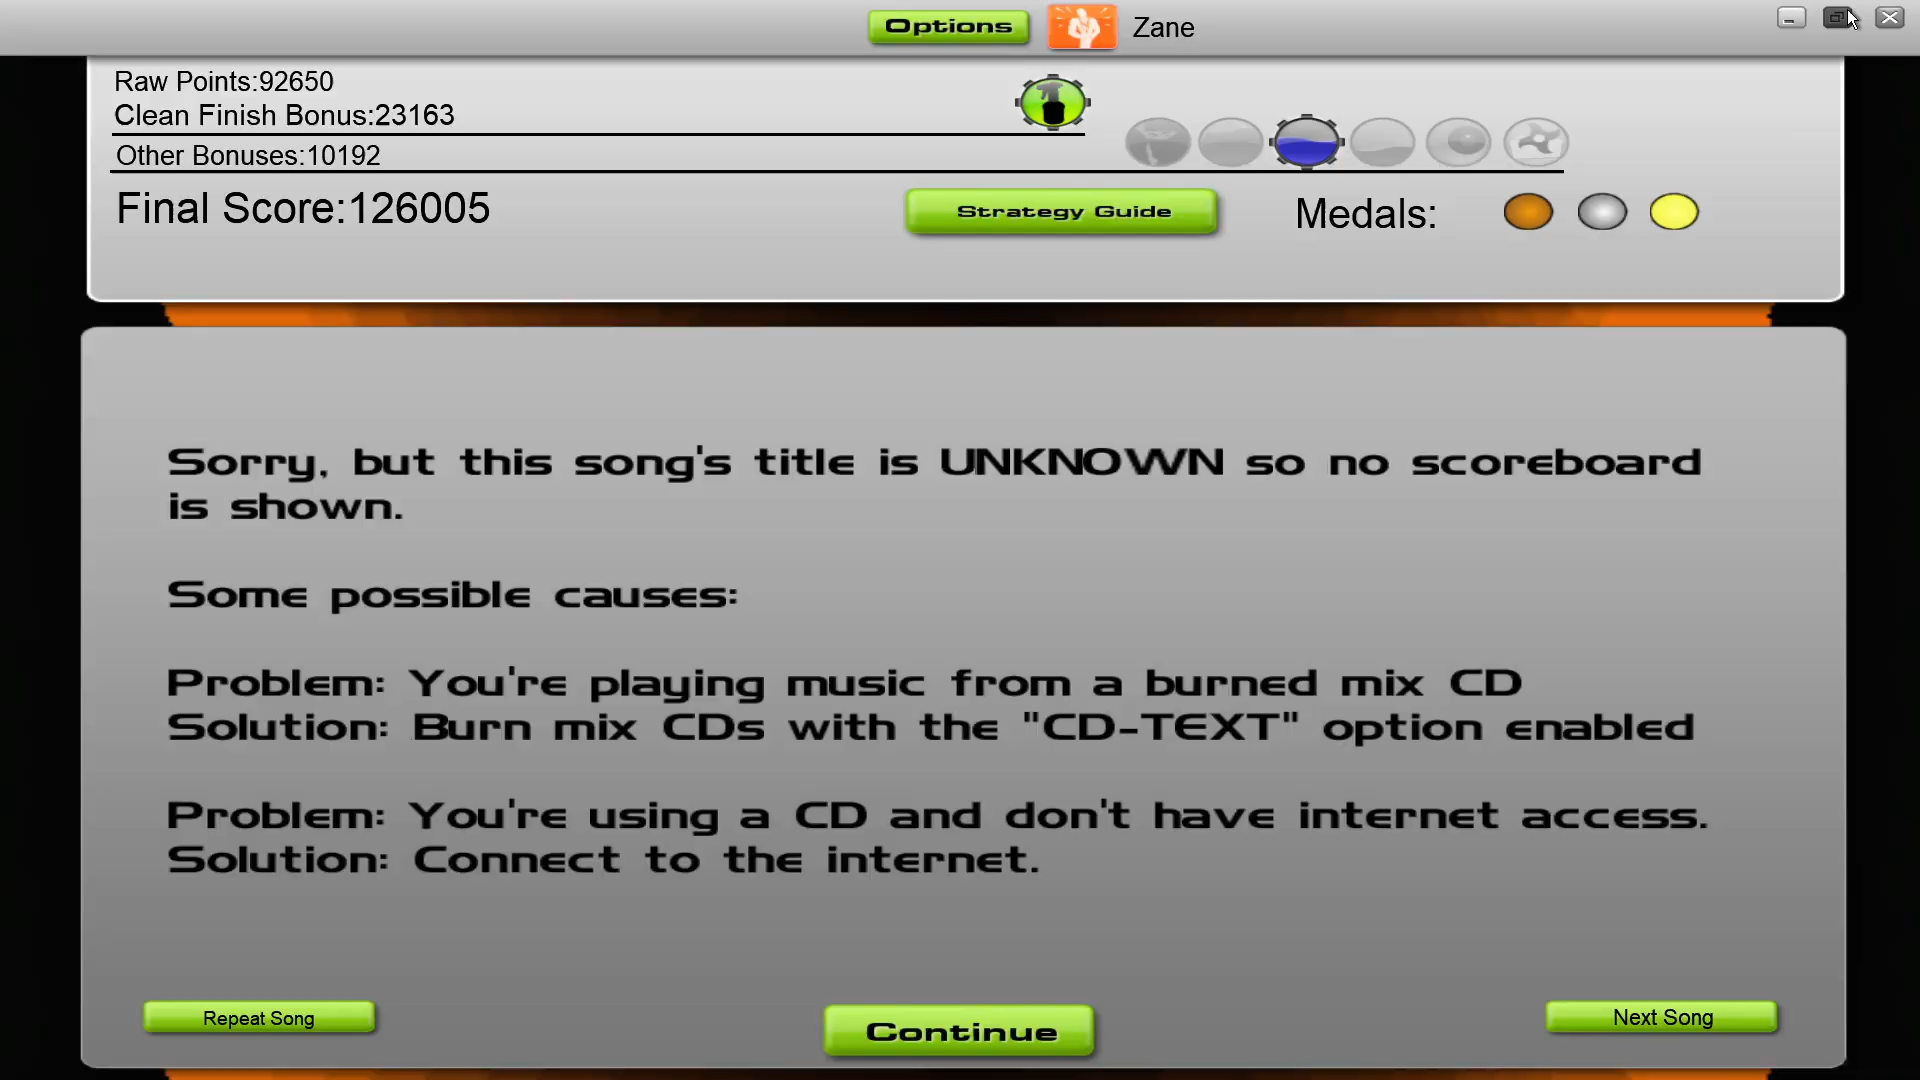 Options
Zane
Raw Points:92650
Clean Finish Bonus:23163
Other Bonuses:10192
Final Score:126005
Strategy Guide
Medals:
Sorry, but this song's title is UNKNOWN so no scoreboard
is shown.
Some possible causes:
Problem: You're playing music from a burned mix CD
Solution: Burn mix CDs with the "CD-TEXT" option enabled
Problem: You're using a CD and don't have internet access.
Solution: Connect to the internet.
Repeat Song
Continue
Next Song